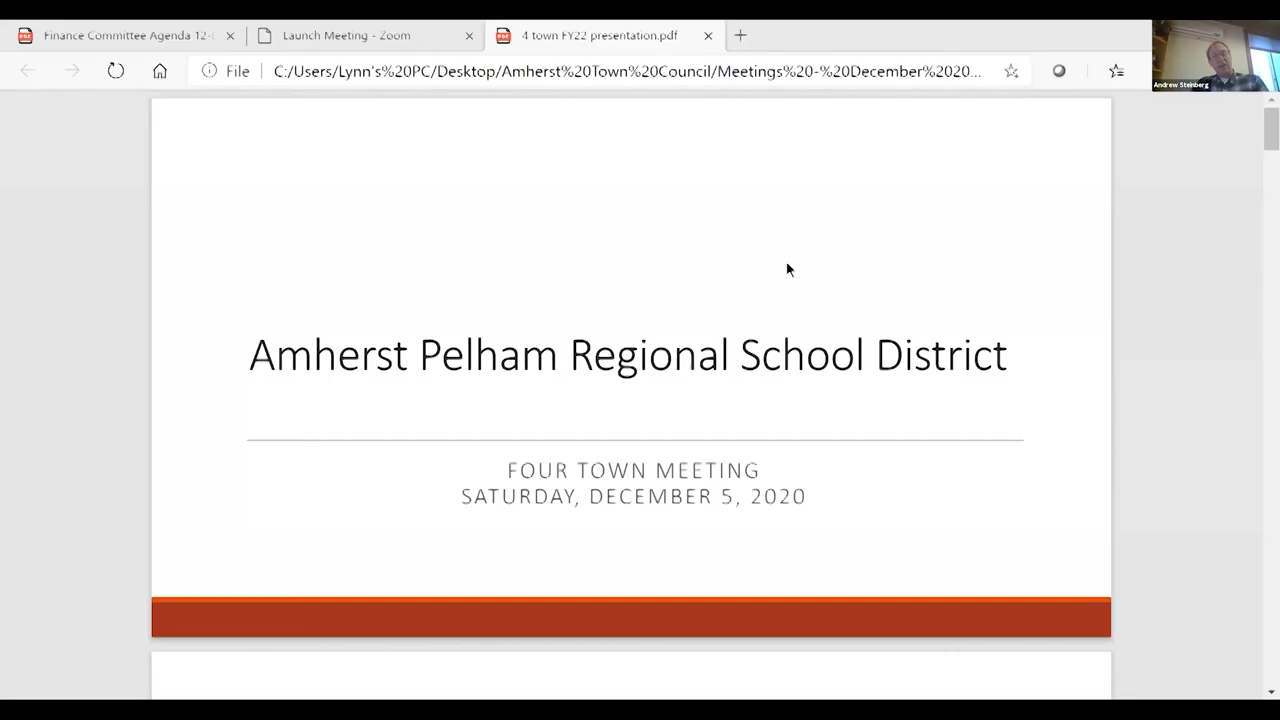 Finance Committee Agenda 12-
Launch Meeting - Zoom
4 town FY22 presentation.pdf
File
C:/Users/Lynn's%20PC/Desktop/Amherst%20Town%20Council/Meetings%20-%20December%2020...
Andrew Steinberg
Amherst Pelham Regional School District
FOUR TOWN MEETING
SATURDAY, DECEMBER 5, 2020